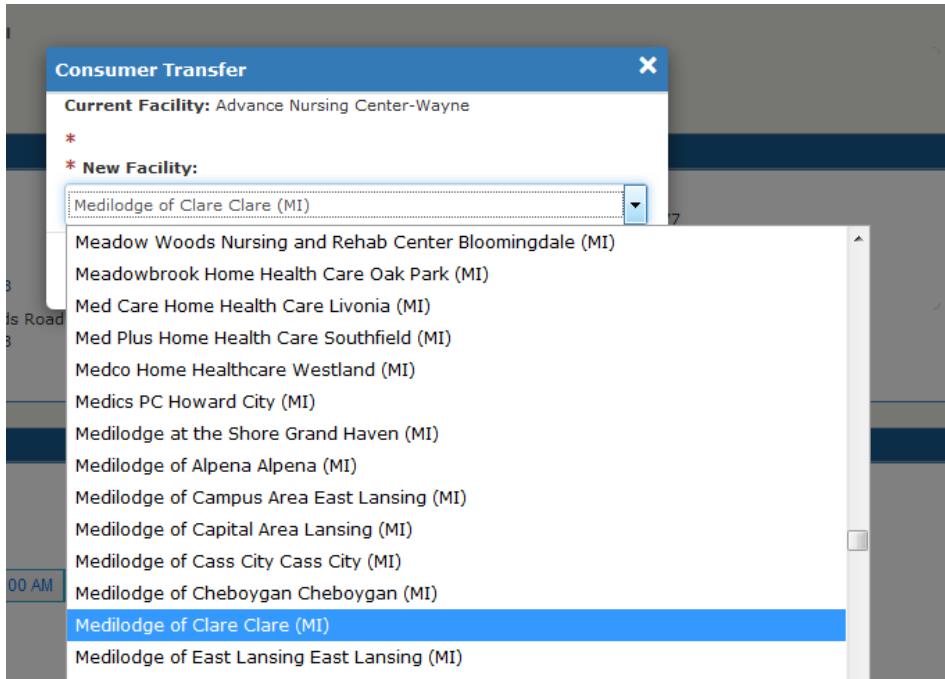 Consumer Transfer
Current Facility: Advance Nursing Center-Wayne
*
* New Facility:
Medilodge of Clare Clare (MI)
Meadow Woods Nursing and Rehab Center Bloomingdale (MI)
Meadowbrook Home Health Care Oak Park (MI)
Med Care Home Health Care Livonia (MI)
ds Road
Med Plus Home Health Care Southfield (MI)
Medco Home Healthcare Westland (MI)
Medics PC Howard City (MI)
Medilodge at the Shore Grand Haven (MI)
Medilodge of Alpena Alpena (MI)
Medilodge of Campus Area East Lansing (MI)
Medilodge of Capital Area Lansing (MI)
Medilodge of Cass City Cass City (MI)
:00 AM
Medilodge of Cheboygan Cheboygan (MI)
Medilodge of Clare Clare (MI)
Medilodge of East Lansing East Lansing (MI)